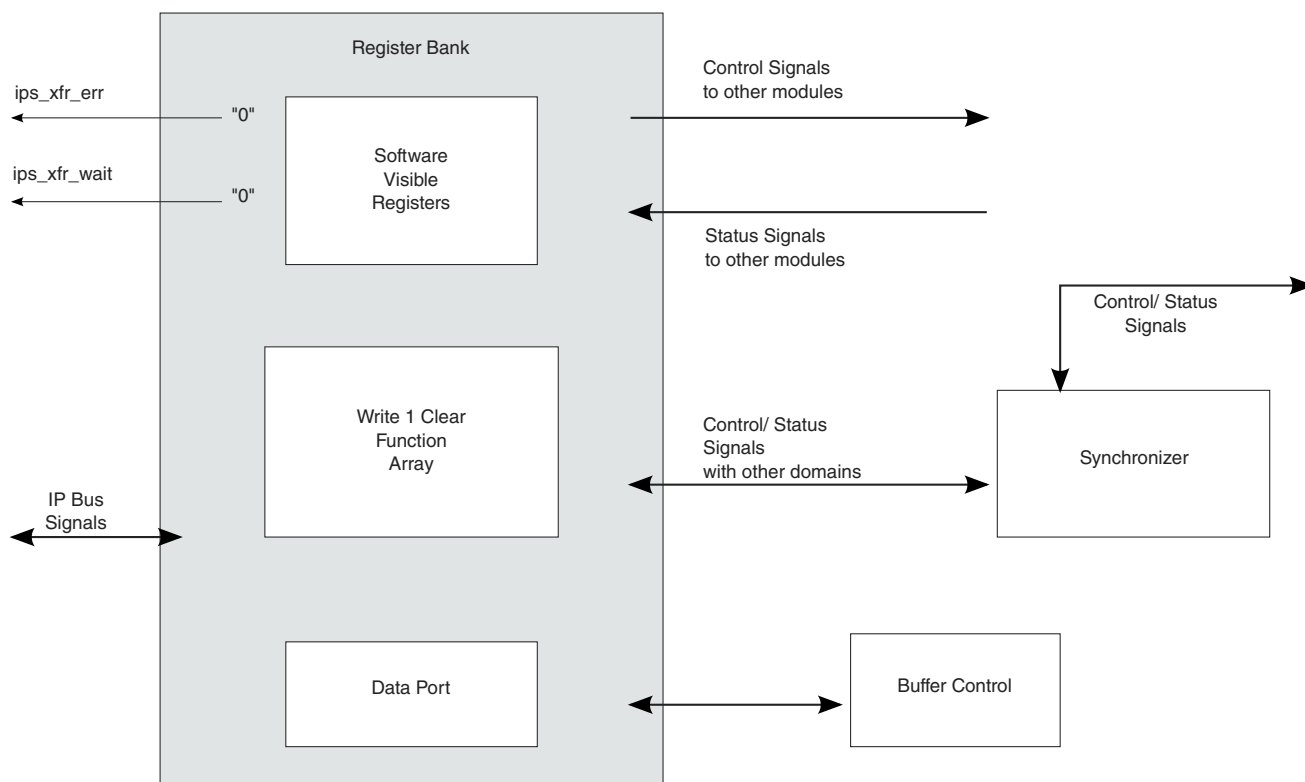 Register Bank
ips_xfr_err
"0"
ips_xfr_wait
"0"
Software
Visible
Registers
Control Signals
to other modules
Status Signals
to other modules
Control/ Status
Signals
Write 1 Clear
Function
Array
Control/ Status
Signals
with other domains
Synchronizer
IP Bus
Signals
Data Port
Buffer Control